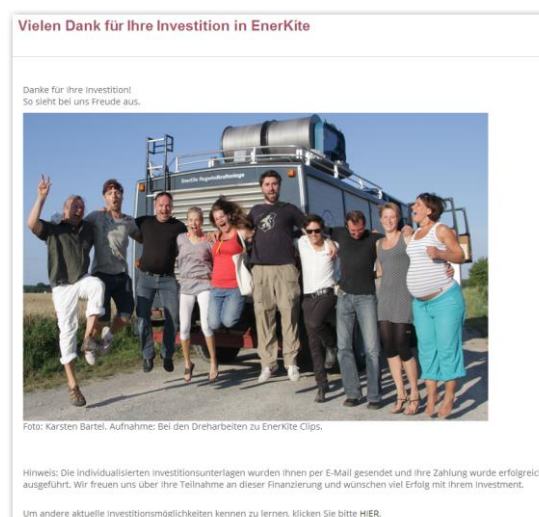 Vielen Dank für Ihre Investition in EnerKite
Danke für Ihre Investition!
So sieht bei uns Freude aus.
EnerKite
Foto: Karsten Bartel. Aufnahme: Bei den Dreharbeiten zu EnerKite Clips.
Hinweis: Die individualisierten Investitionsunterlagen wurden Ihnen per E-Mail gesendet und Ihre Zahlung wurde erfolgreich
ausgeführt. Wir freuen uns über Ihre Teilnahme an dieser Finanzierung und wünschen viel Erfolg mit Ihrem Investment.
Um andere aktuelle Investitionsmöglichkeiten kennen zu lernen, klicken Sie bitte HIER.